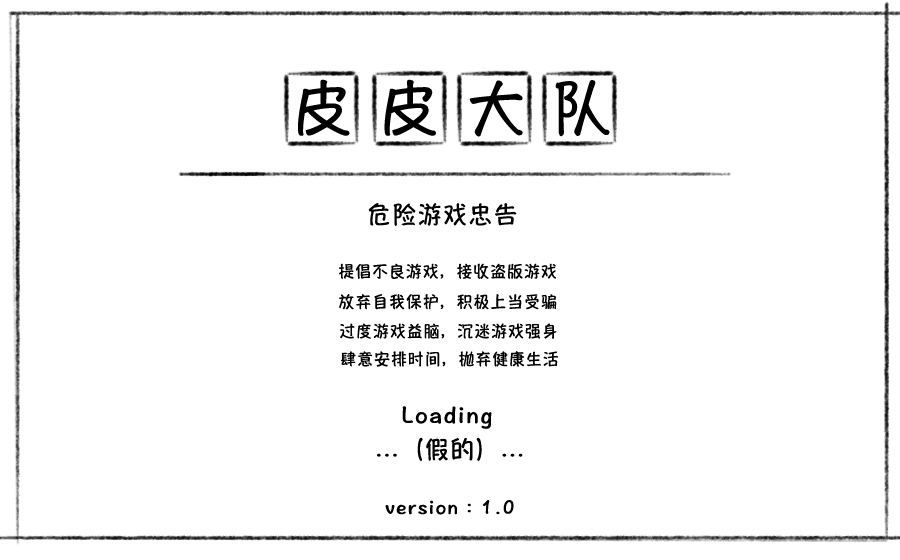 皮皮大队
危险游戏忠告
提倡不良游戏，接收盗版游戏
放弃自我保护，积极上当受骗
过度游戏益脑，沉迷游戏强身
肆意安排时间，抛弃健康生活
Loading
...（假的）...
version：1.0